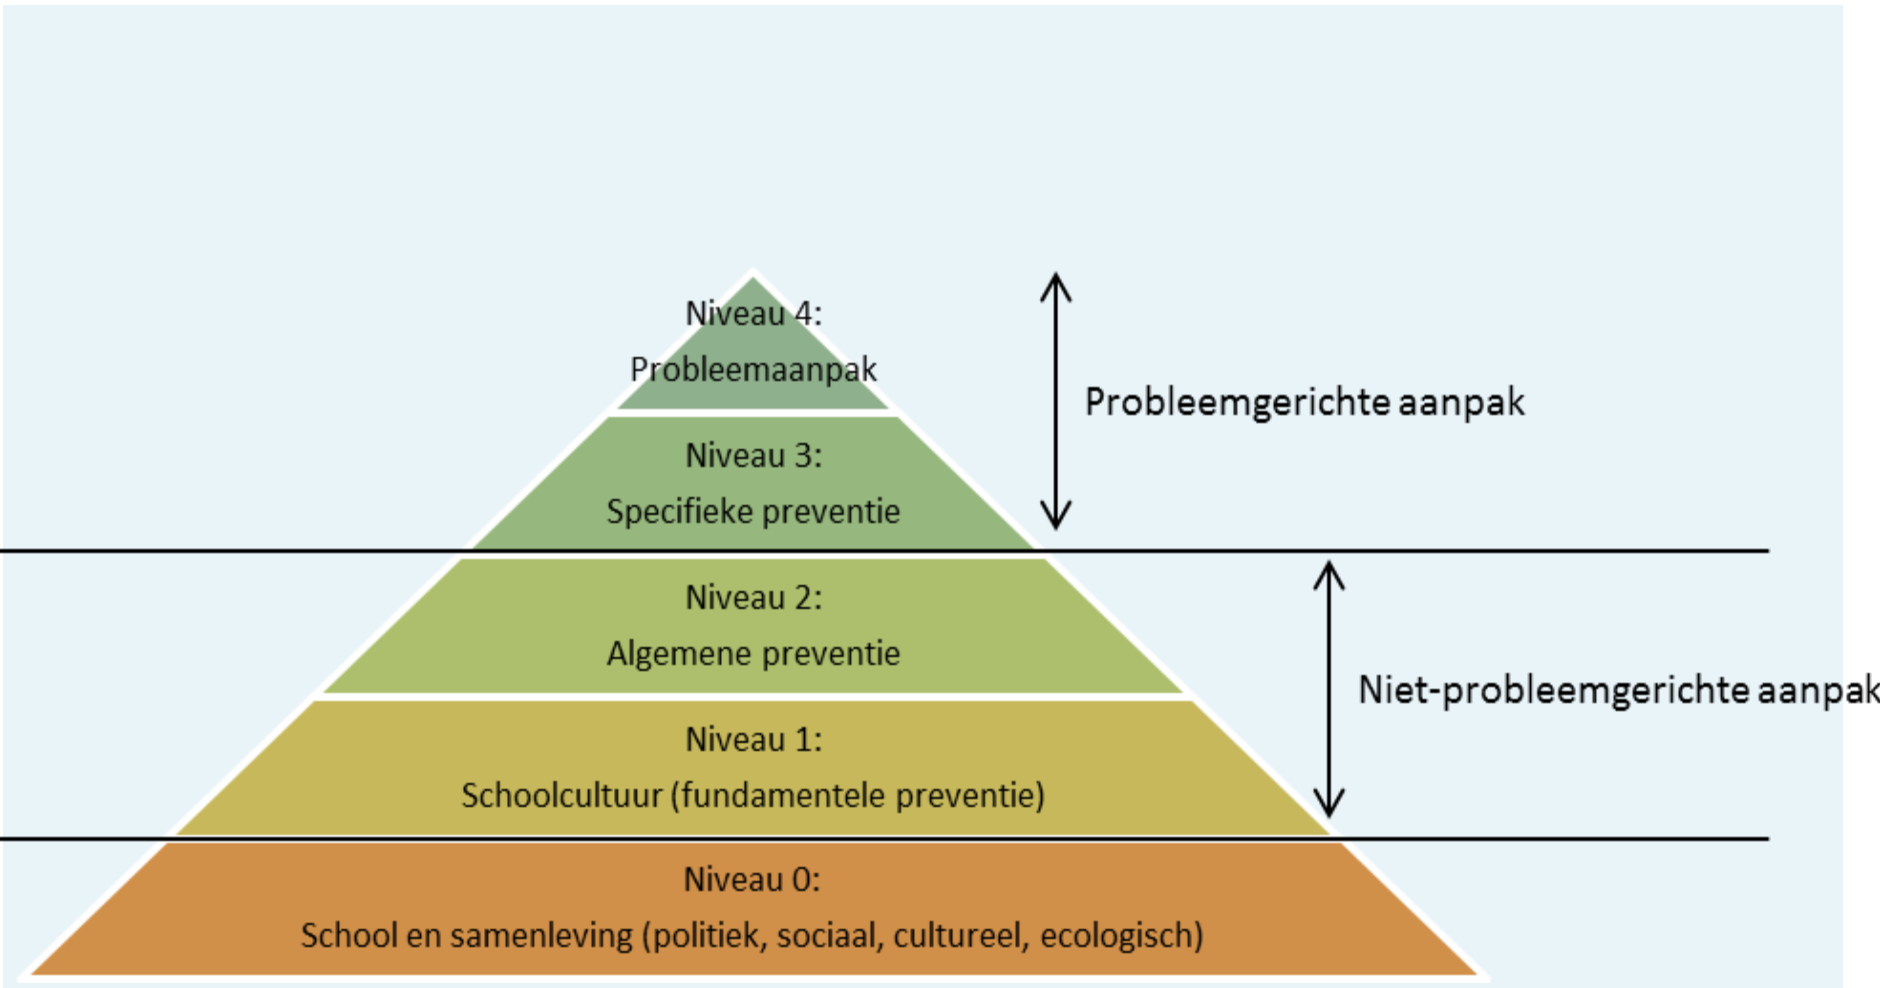 Niveau 4:
Probleemaanpak
Probleemgerichte aanpak
Niveau 3:
Specifieke preventie
Niveau 2:
Algemene preventie
Niet-probleemgerichte aanpak
Niveau 1:
Schoolcultuur (fundamentele preventie)
Niveau 0:
School en samenleving (politiek, sociaal, cultureel, ecologisch)